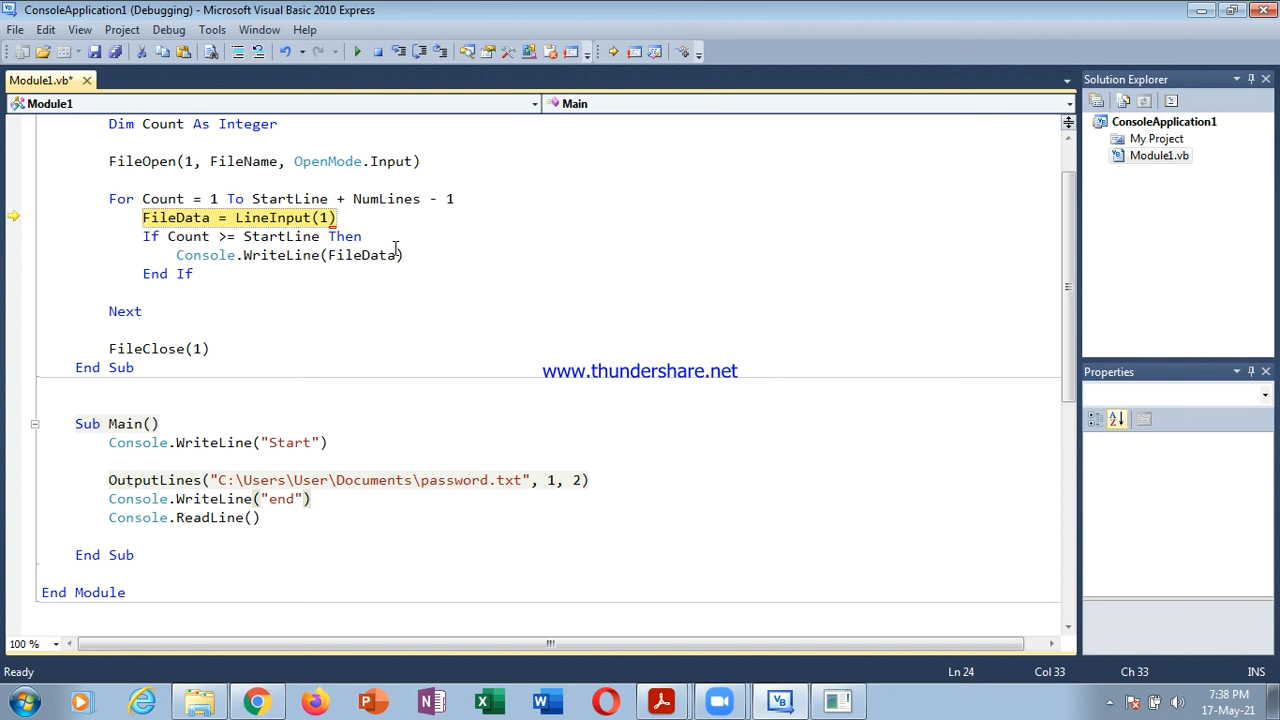 ConsoleApplication1 (Debugging) - Microsoft Visual Basic 2010 Express
File Edit View Project Debug Tools Window Help
Module1.vb*
Solution Explorer
Module1
Main
ConsoleApplication1
My Project
Module1.vb
Dim Count As Integer
FileOpen(1, FileName, OpenMode.Input)
For Count = 1 To StartLine + NumLines - 1
FileData = LineInput(1)
If Count >= StartLine Then
Console.WriteLine(FileData)
End If
Next
FileClose(1)
End Sub
www.thundershare.net
Properties
Sub Main()
Console.WriteLine("Start")
OutputLines("C:\Users\User\Documents\password.txt", 1, 2)
Console.WriteLine("end")
Console.ReadLine()
End Sub
End Module
100 %
Ready
Ln 24 Col 33 Ch 33 INS
7:38 PM
17-May-21